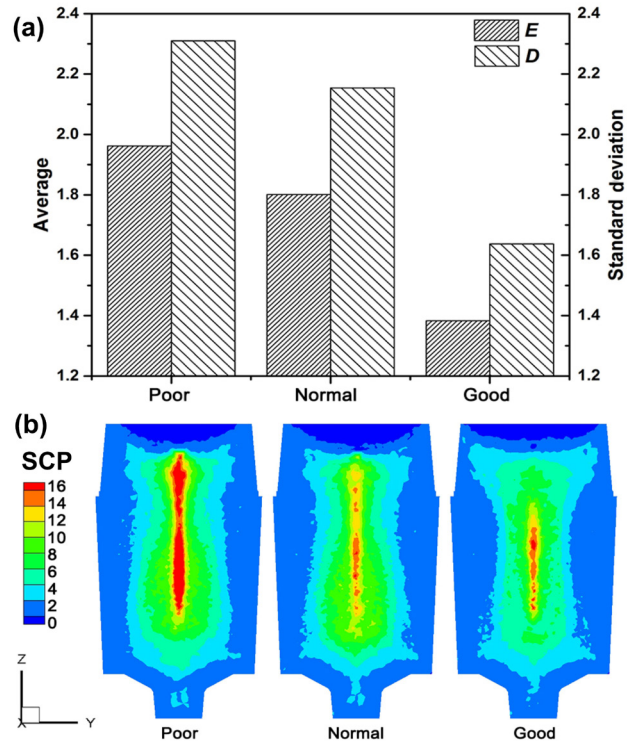 (a)
2.4
2.2
2.0
1.8
1.6
1.4
1.2
Average
E
D
2.4
2.2
2.0
1.8
1.6
1.4
1.2
Standard deviation
Poor Normal Good
(b)
SCP
16
14
12
10
8
6
4
2
0
Z
X Y
Poor Normal Good